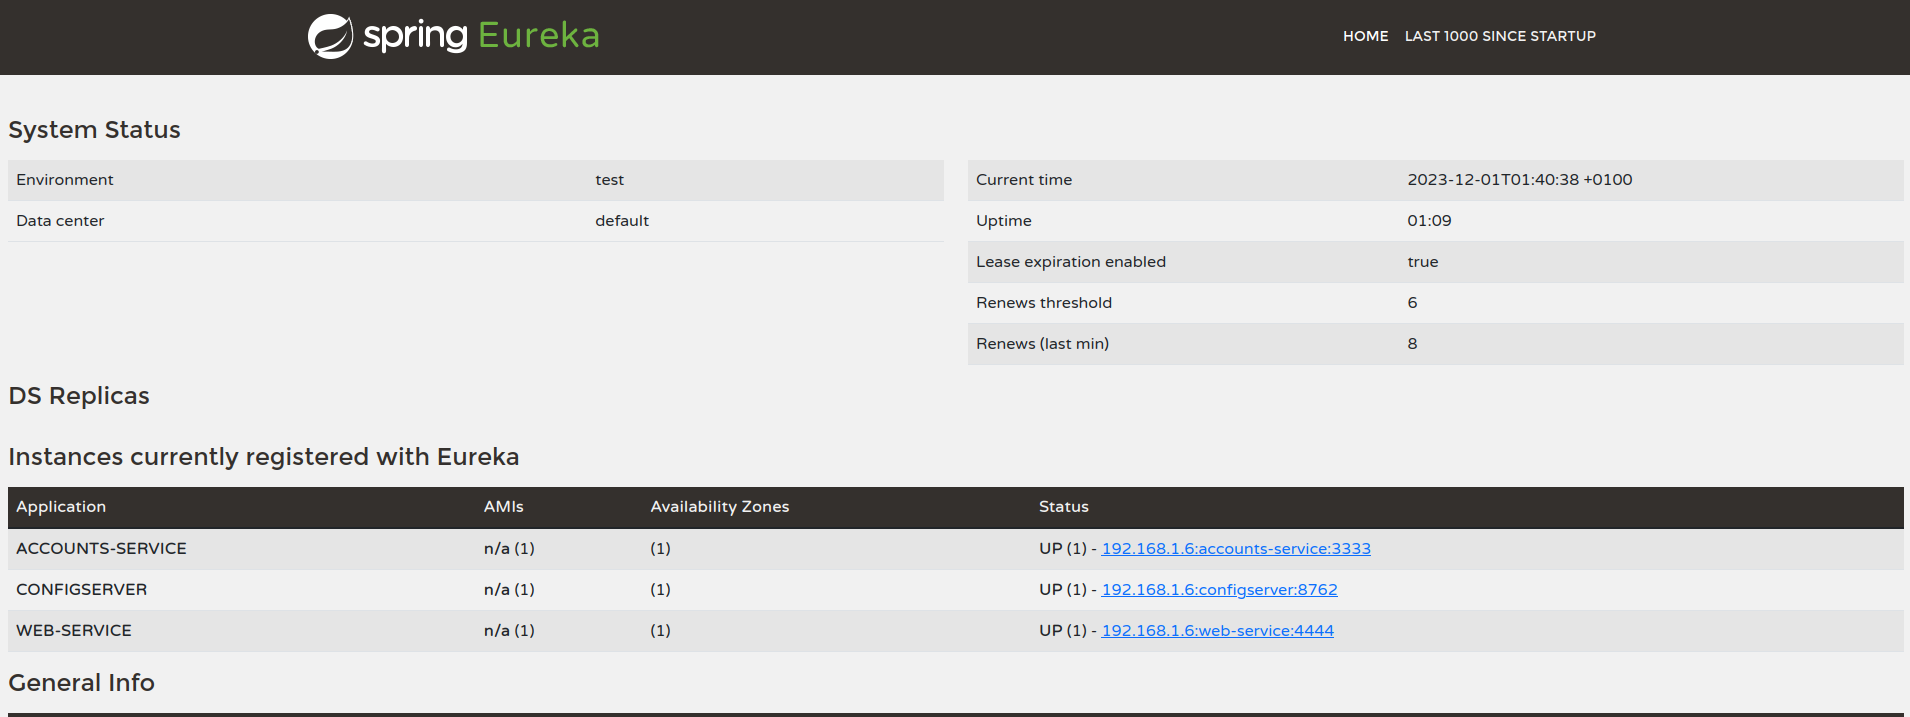 spring Eureka
HOME LAST 1000 SINCE STARTUP
System Status
Environment test
Data center default
Current time 2023-12-01T01:40:38 +0100
Uptime 01:09
Lease expiration enabled true
Renews threshold 6
Renews (last min) 8
DS Replicas
Instances currently registered with Eureka
Application AMIs Availability Zones Status
ACCOUNTS-SERVICE n/a (1) (1) UP (1) - 192.168.1.6:accounts-service:3333
CONFIGSERVER n/a (1) (1) UP (1) - 192.168.1.6:configserver:8762
WEB-SERVICE n/a (1) (1) UP (1) - 192.168.1.6:web-service:4444
General Info